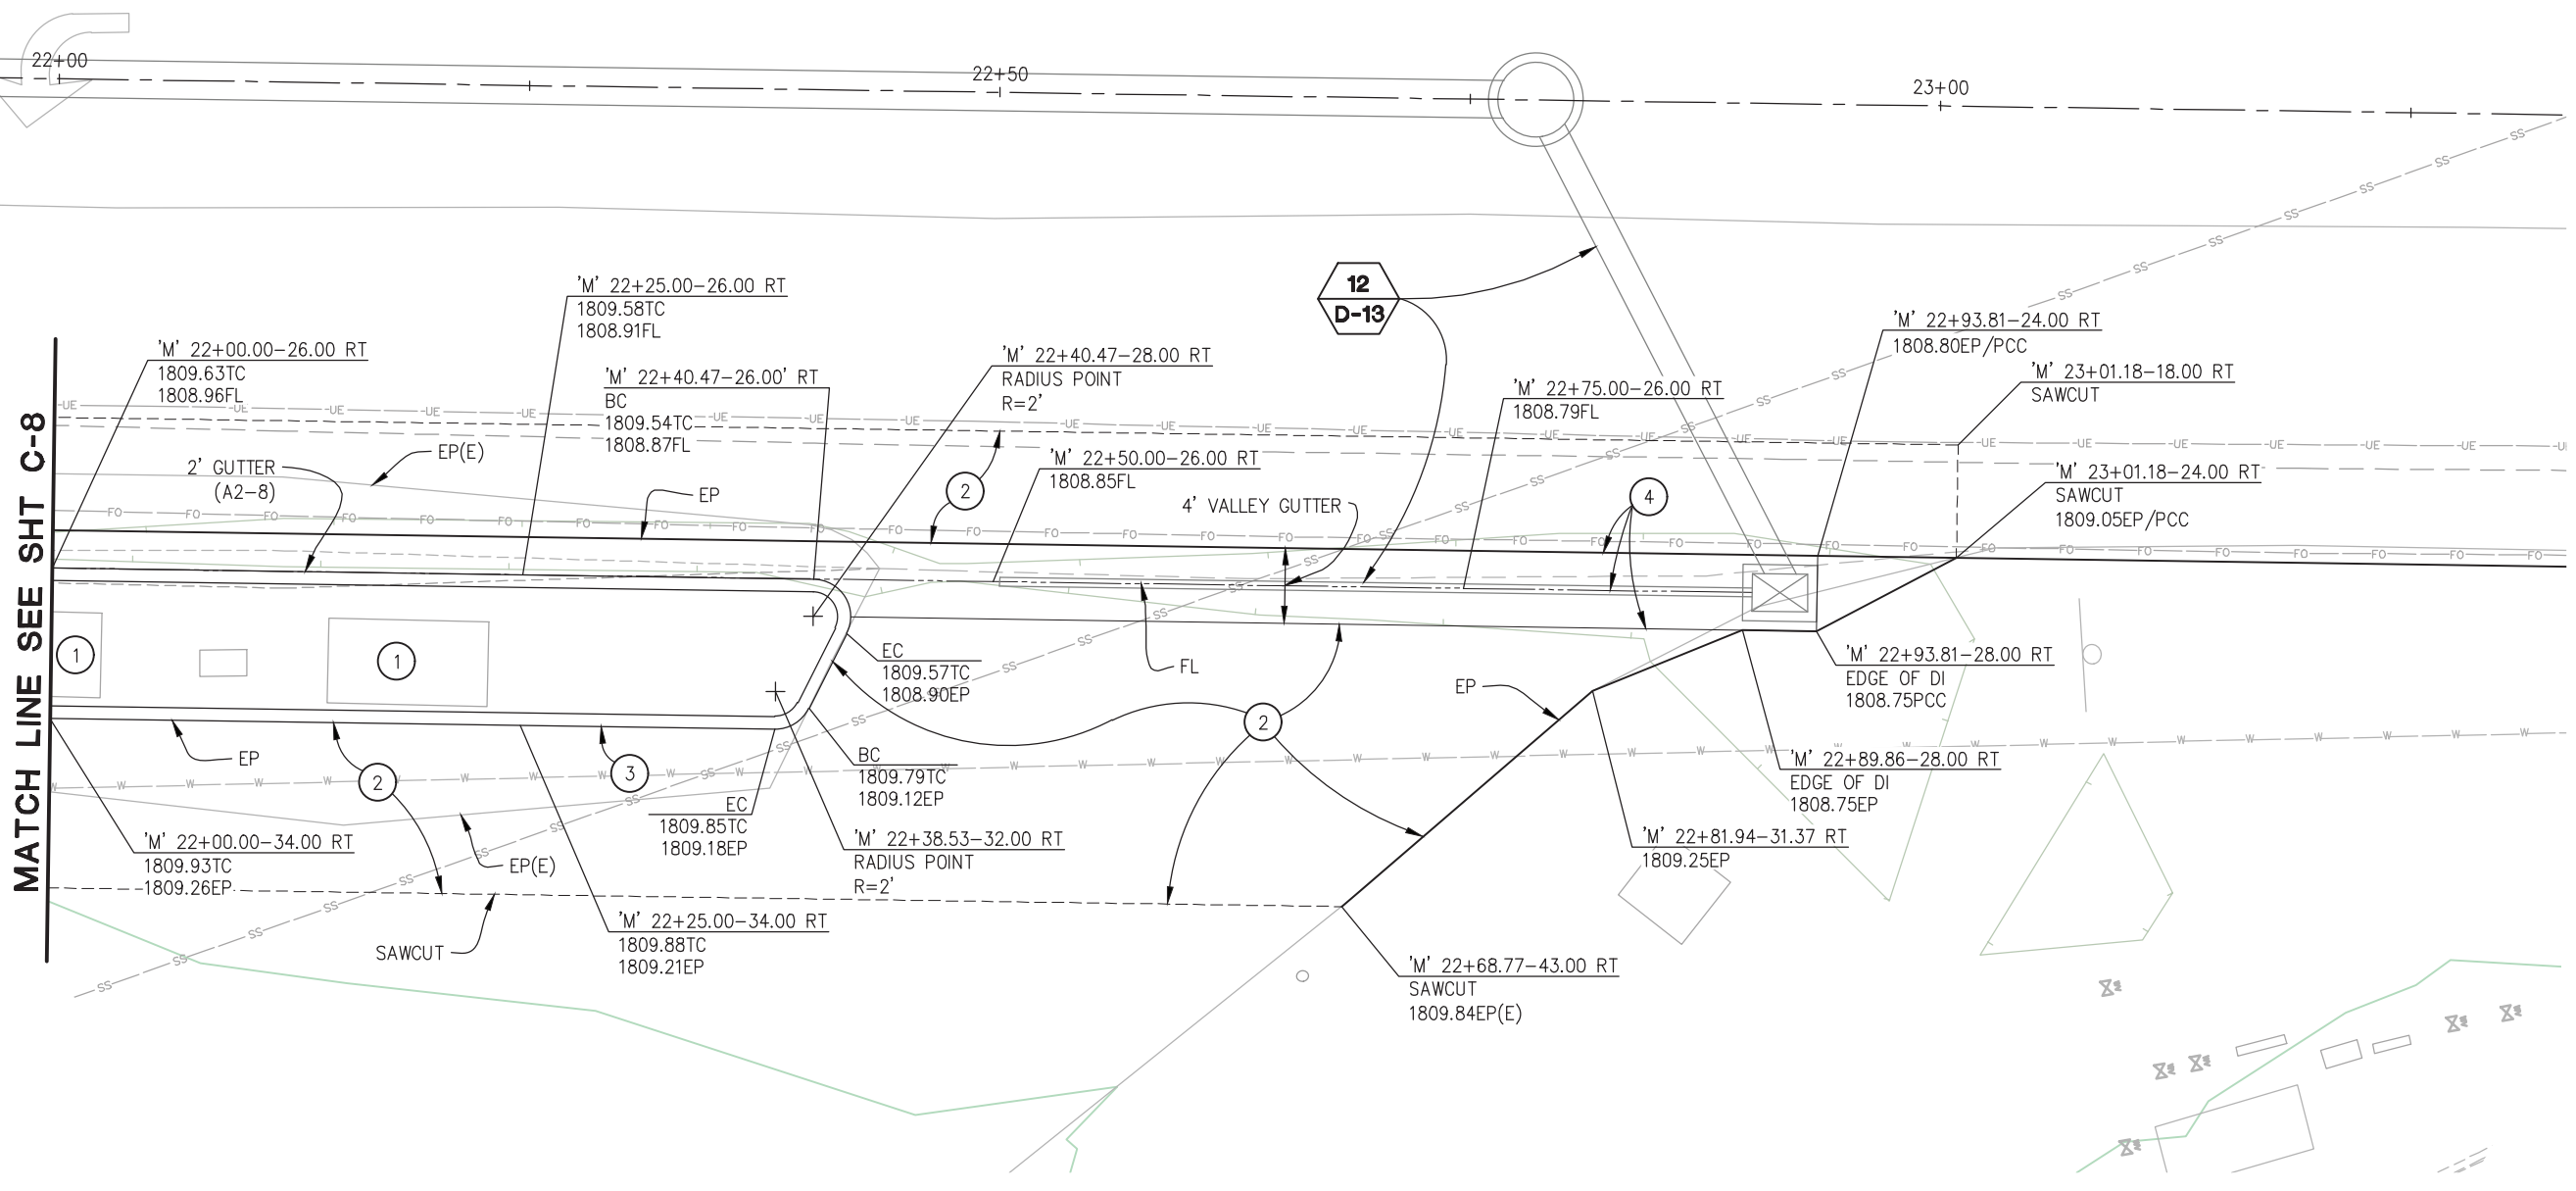 22+00
22+50
23+00
12
D-13
'M' 22+25.00-26.00 RT
1809.58TC
1808.91FL
'M' 22+00.00-26.00 RT
1809.63TC
1808.96FL
'M' 22+40.47-26.00' RT
BC
1809.54TC
1808.87FL
'M' 22+40.47-28.00 RT
RADIUS POINT
R=2'
'M' 22+75.00-26.00 RT
1808.79FL
'M' 22+93.81-24.00 RT
1808.80EP/PCC
'M' 23+01.18-18.00 RT
SAWCUT
'M' 23+01.18-24.00 RT
SAWCUT
1809.05EP/PCC
MATCH LINE SEE SHT C-8
2' GUTTER
(A2-8)
EP(E)
EP
2
'M' 22+50.00-26.00 RT
1808.85FL
4' VALLEY GUTTER
4
1
1
EC
1809.57TC
1808.90EP
FL
EP
'M' 22+93.81-28.00 RT
EDGE OF DI
1808.75PCC
2
EP
2
3
BC
1809.79TC
1809.12EP
'M' 22+89.86-28.00 RT
EDGE OF DI
1808.75EP
EC
1809.85TC
1809.18EP
'M' 22+00.00-34.00 RT
1809.93TC
1809.26EP
EP(E)
'M' 22+38.53-32.00 RT
RADIUS POINT
R=2'
'M' 22+81.94-31.37 RT
1809.25EP
SAWCUT
'M' 22+25.00-34.00 RT
1809.88TC
1809.21EP
'M' 22+68.77-43.00 RT
SAWCUT
1809.84EP(E)
UE
FO
SS
W